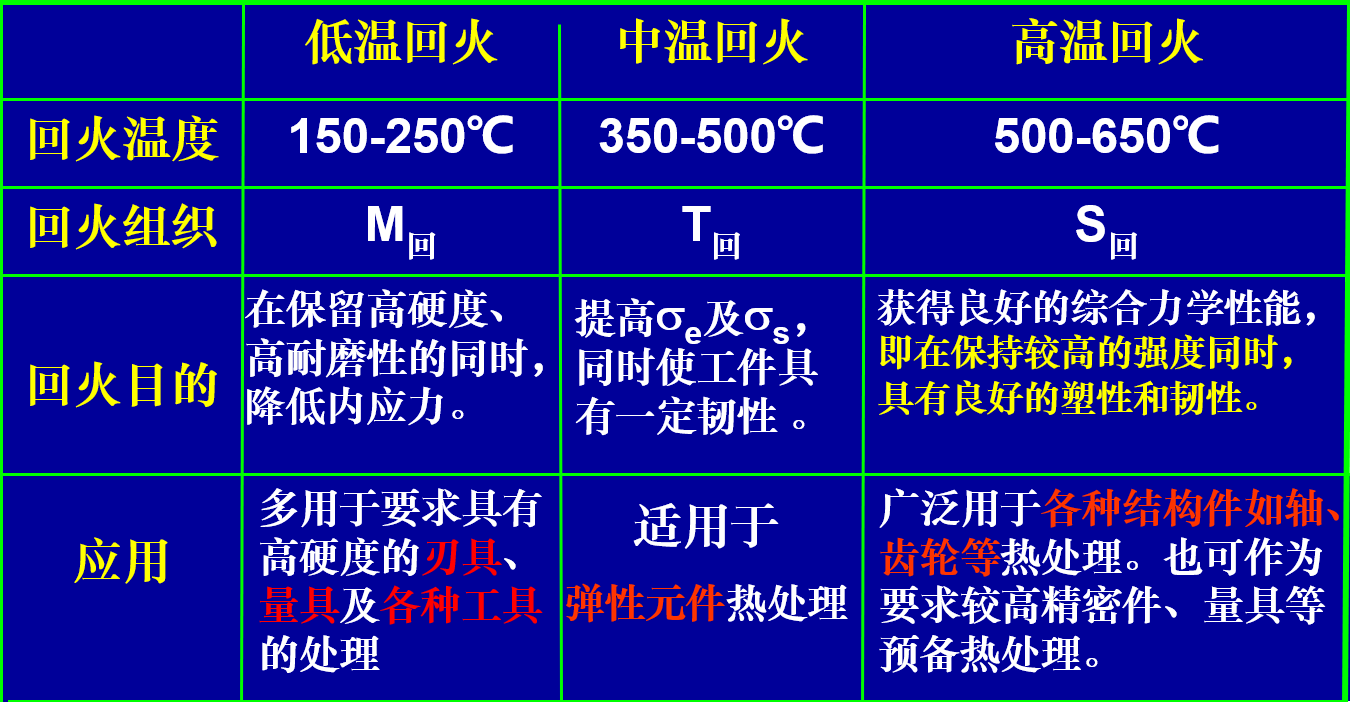 低温回火
中温回火
高温回火
回火温度
150-250℃
350-500℃
500-650℃
回火组织
M回
T回
S回
回火目的
在保留高硬度、
高耐磨性的同时，
降低内应力。
提高σe及σs，
同时使工件具
有一定韧性 。
获得良好的综合力学性能，
即在保持较高的强度同时，
具有良好的塑性和韧性。
应用
多用于要求具有
高硬度的刃具、
量具及各种工具
的处理
适用于
弹性元件热处理
广泛用于各种结构件如轴、
齿轮等热处理。也可作为
要求较高精密件、量具等
预备热处理。